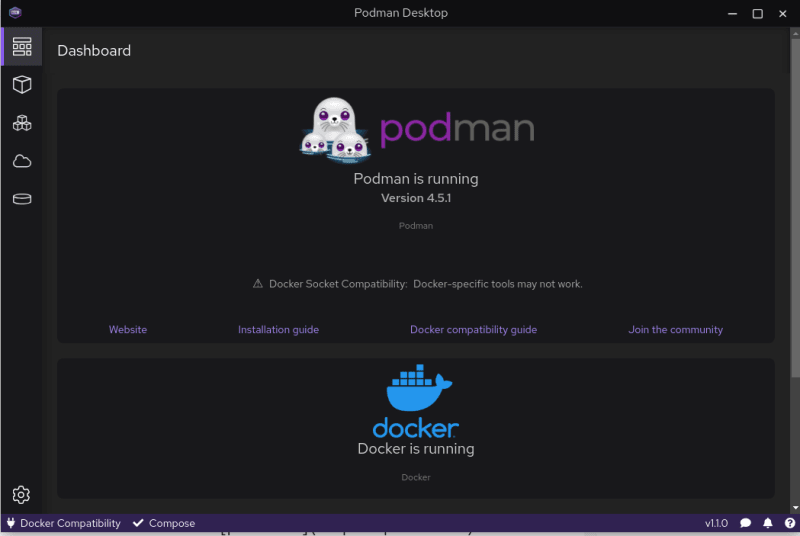 Podman Desktop
Dashboard
podman
Podman is running
Version 4.5.1
Podman
Docker Socket Compatibility: Docker-specific tools may not work.
Website Installation guide Docker compatibility guide Join the community
docker
Docker is running
Docker
Docker Compatibility Compose v1.1.0